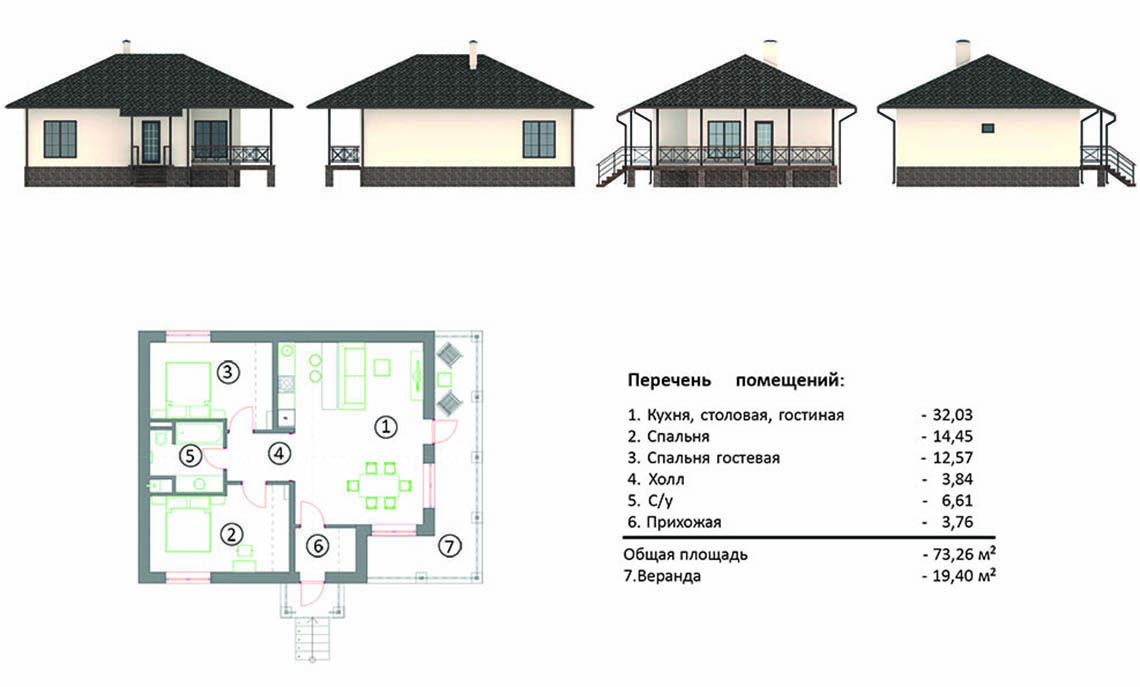 Перечень помещений:
1. Кухня, столовая, гостиная - 32,03
2. Спальня - 14,45
3. Спальня гостевая - 12,57
4. Холл - 3,84
5. С/у - 6,61
6. Прихожая - 3,76
Общая площадь - 73,26 м²
7.Веранда - 19,40 м²
3
1
5
4
2
6
7